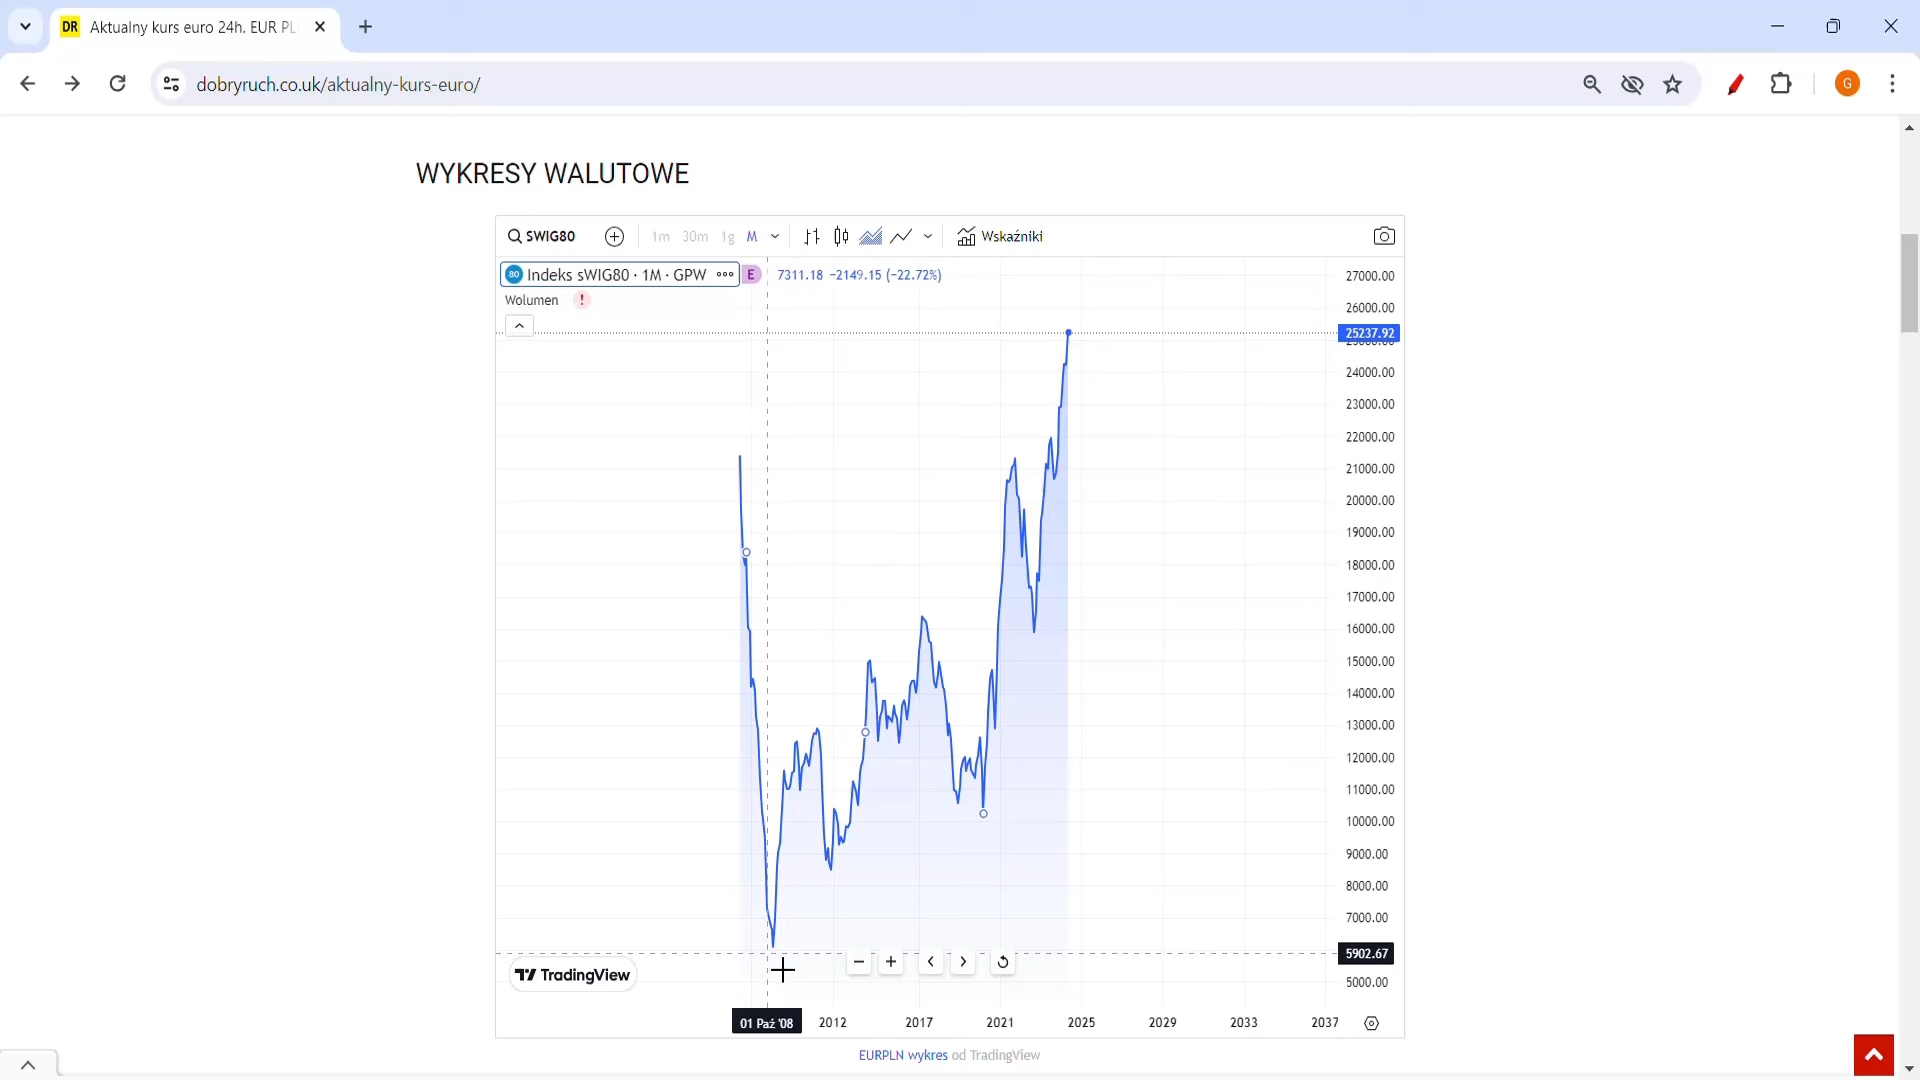 DR Aktualny kurs euro 24h. EUR PL
dobryruch.co.uk/aktualny-kurs-euro/
G
WYKRESY WALUTOWE
SWIG80 1m 30m 1g M Wskaźniki
80 Indeks sWIG80 · 1M · GPW E 7311.18 −2149.15 (−22.72%)
Wolumen !
27000.00
26000.00
25237.92
25000.00
24000.00
23000.00
22000.00
21000.00
20000.00
19000.00
18000.00
17000.00
16000.00
15000.00
14000.00
13000.00
12000.00
11000.00
10000.00
9000.00
8000.00
7000.00
5902.67
5000.00
TradingView
01 Paź '08 2012 2017 2021 2025 2029 2033 2037
EURPLN wykres od TradingView